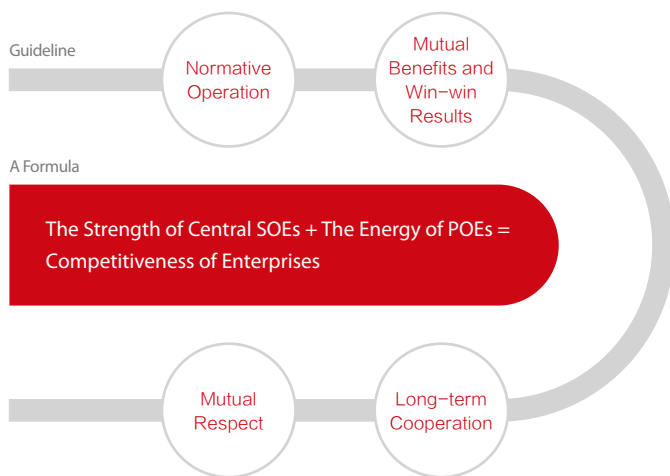 Guideline
Normative
Operation
Mutual
Benefits and
Win-win
Results
A Formula
The Strength of Central SOEs + The Energy of POEs =
Competitiveness of Enterprises
Mutual
Respect
Long-term
Cooperation